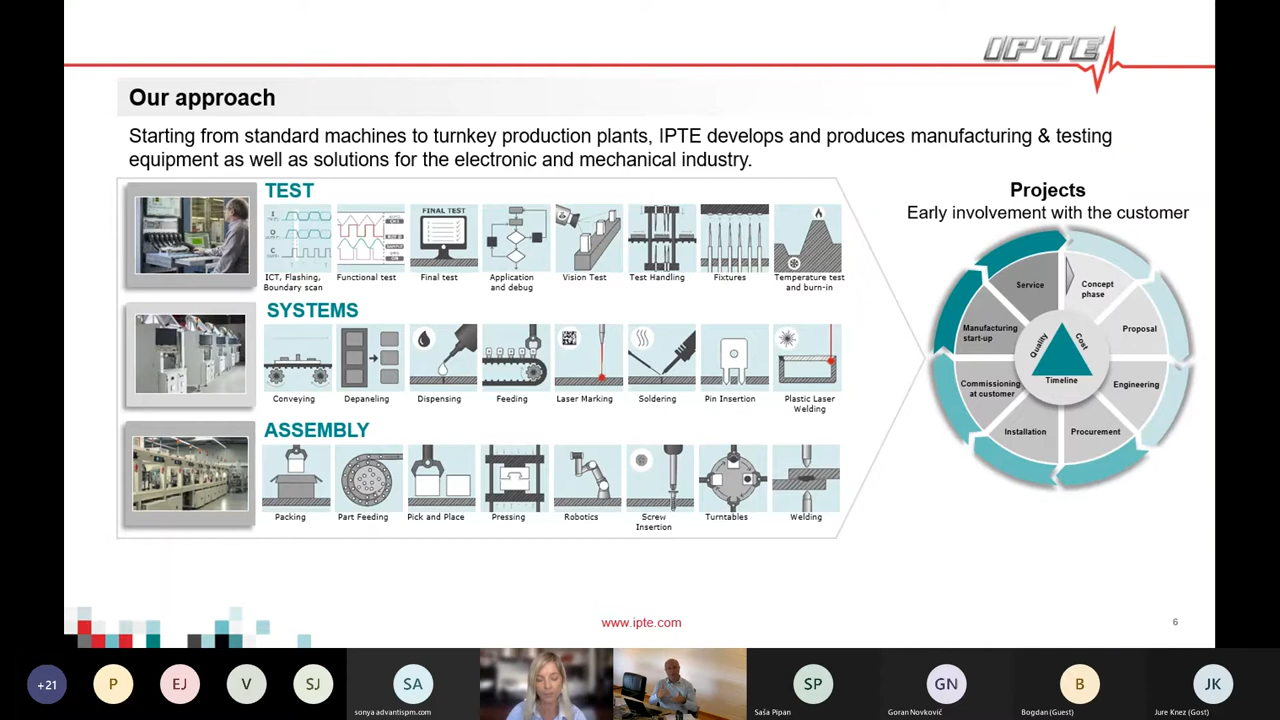 IPTE
Our approach
Starting from standard machines to turnkey production plants, IPTE develops and produces manufacturing & testing
equipment as well as solutions for the electronic and mechanical industry.
TEST
FINAL TEST
ICT, Flashing,
Boundary scan
Functional test
Final test
Application
and debug
Vision Test
Test Handling
Fixtures
Temperature test
and burn-in
SYSTEMS
Conveying
Depaneling
Dispensing
Feeding
Laser Marking
Soldering
Pin Insertion
Plastic Laser
Welding
ASSEMBLY
Packing
Part Feeding
Pick and Place
Pressing
Robotics
Screw
Insertion
Turntables
Welding
Projects
Early involvement with the customer
Service
Concept
phase
Manufacturing
start-up
Proposal
Quality
Cost
Timeline
Commissioning
at customer
Engineering
Installation
Procurement
www.ipte.com
6
+21
P
EJ
V
SJ
SA
sonya advantispm.com
SP
Saša Pipan
GN
Goran Novković
B
Bogdan (Guest)
JK
Jure Knez (Gost)